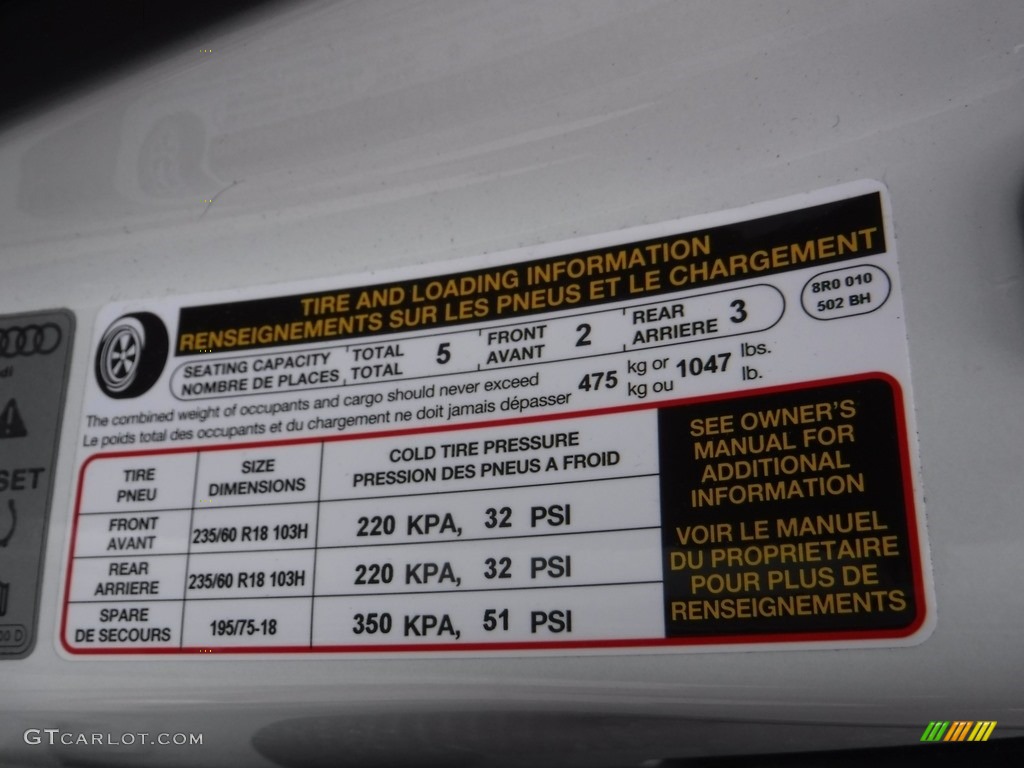 TIRE AND LOADING INFORMATION
RENSEIGNEMENTS SUR LES PNEUS ET LE CHARGEMENT
SEATING CAPACITY TOTAL 5 FRONT 2 REAR 3
NOMBRE DE PLACES TOTAL AVANT ARRIERE
8R0 010
502 BH
The combined weight of occupants and cargo should never exceed 475 kg or 1047 lbs.
Le poids total des occupants et du chargement ne doit jamais dépasser kg ou lb.
TIRE SIZE COLD TIRE PRESSURE
PNEU DIMENSIONS PRESSION DES PNEUS A FROID
FRONT
AVANT 235/60 R18 103H 220 KPA, 32 PSI
REAR
ARRIERE 235/60 R18 103H 220 KPA, 32 PSI
SPARE
DE SECOURS 195/75-18 350 KPA, 51 PSI
SEE OWNER'S
MANUAL FOR
ADDITIONAL
INFORMATION
VOIR LE MANUEL
DU PROPRIETAIRE
POUR PLUS DE
RENSEIGNEMENTS
SET
00 D
GTCARLOT.COM